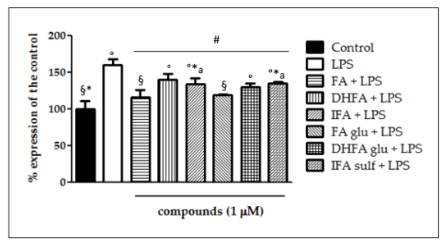 % expression of the control
200
150
100
50
0
#
§*
°
§
°
°*a
§
°
°*a
compounds (1 µM)
Control
LPS
FA + LPS
DHFA + LPS
IFA + LPS
FA glu + LPS
DHFA glu + LPS
IFA sulf + LPS